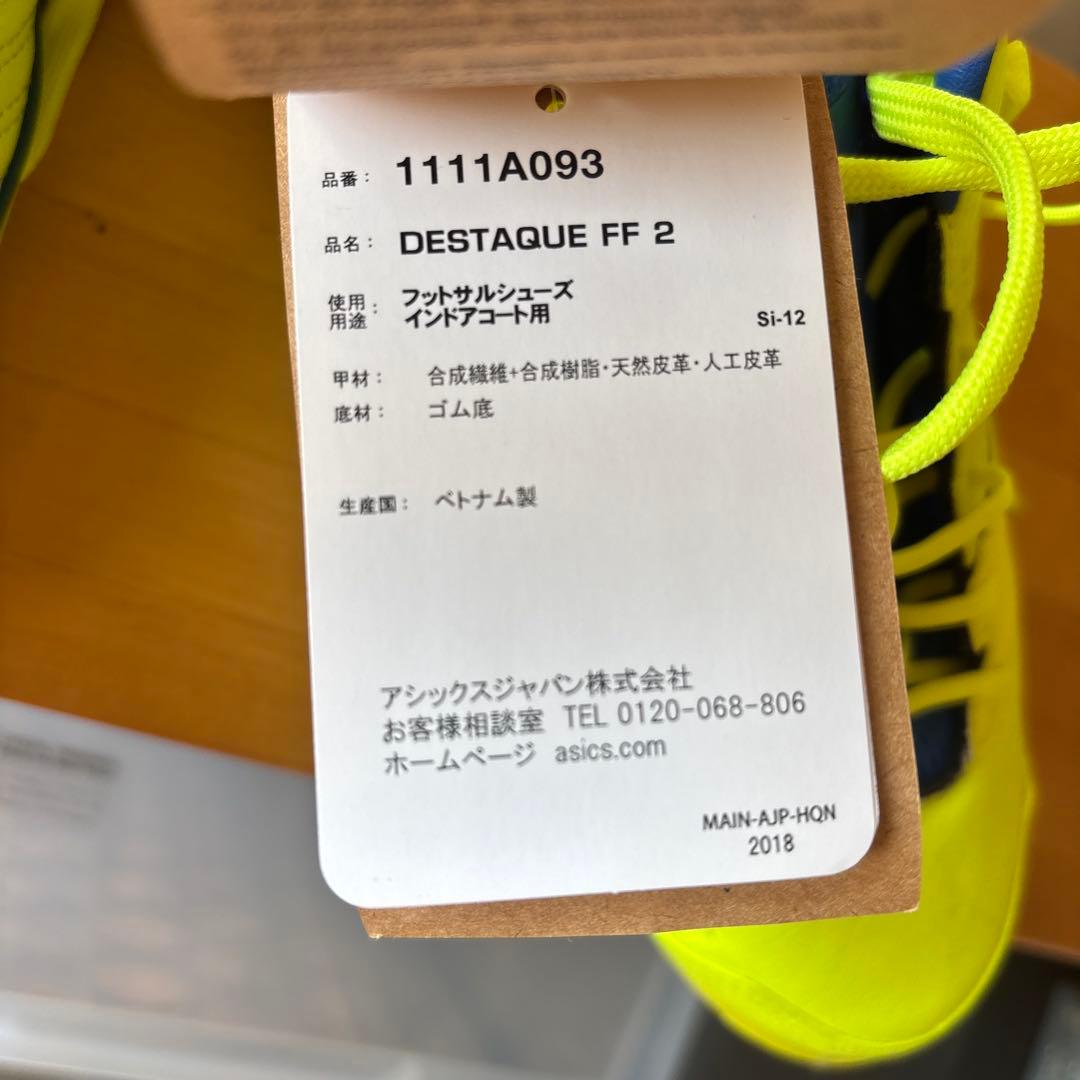 品番： 1111A093
品名： DESTAQUE FF 2
使用用途： フットサルシューズ
インドアコート用
Si-12
甲材： 合成繊維+合成樹脂・天然皮革・人工皮革
底材： ゴム底
生産国： ベトナム製
アシックスジャパン株式会社
お客様相談室 TEL 0120-068-806
ホームページ asics.com
MAIN-AJP-HQN
2018